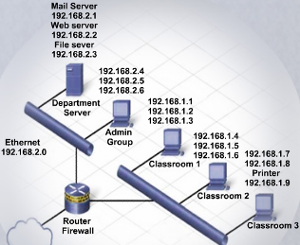 Mail Server
192.168.2.1
Web server
192.168.2.2
File sever
192.168.2.3
Department
Server
192.168.2.4
192.168.2.5
192.168.2.6
Admin
Group
Ethernet
192.168.2.0
192.168.1.1
192.168.1.2
192.168.1.3
Classroom 1
192.168.1.4
192.168.1.5
192.168.1.6
Classroom 2
192.168.1.7
192.168.1.8
Printer
192.168.1.9
Classroom 3
Router
Firewall